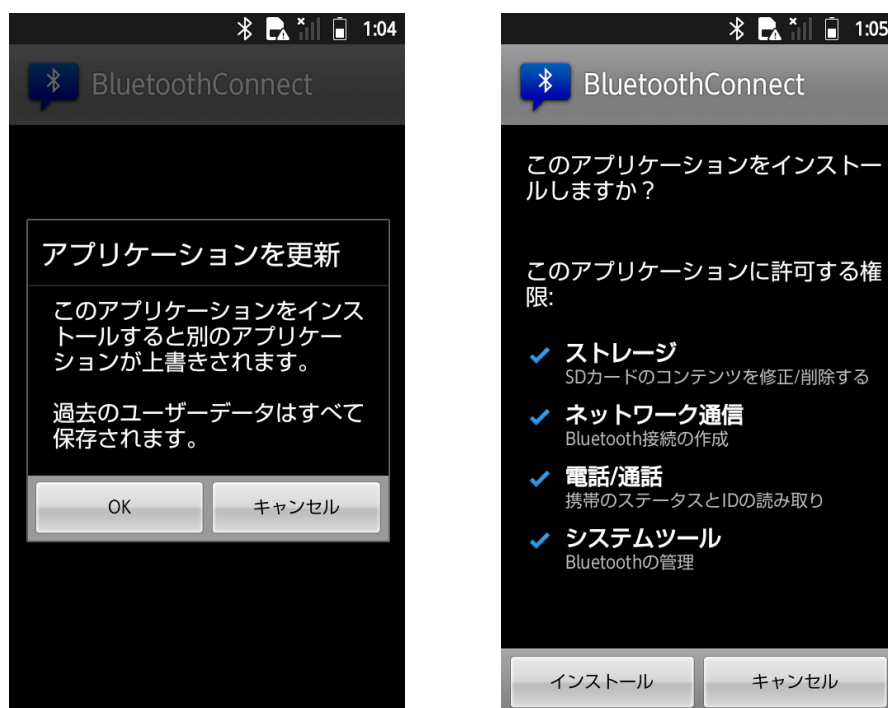 1:04
BluetoothConnect
アプリケーションを更新
このアプリケーションをインス
トールすると別のアプリケー
ションが上書きされます。
過去のユーザーデータはすべて
保存されます。
OK
キャンセル
1:05
BluetoothConnect
このアプリケーションをインストー
ルしますか？
このアプリケーションに許可する権
限:
ストレージ
SDカードのコンテンツを修正/削除する
ネットワーク通信
Bluetooth接続の作成
電話/通話
携帯のステータスとIDの読み取り
システムツール
Bluetoothの管理
インストール
キャンセル